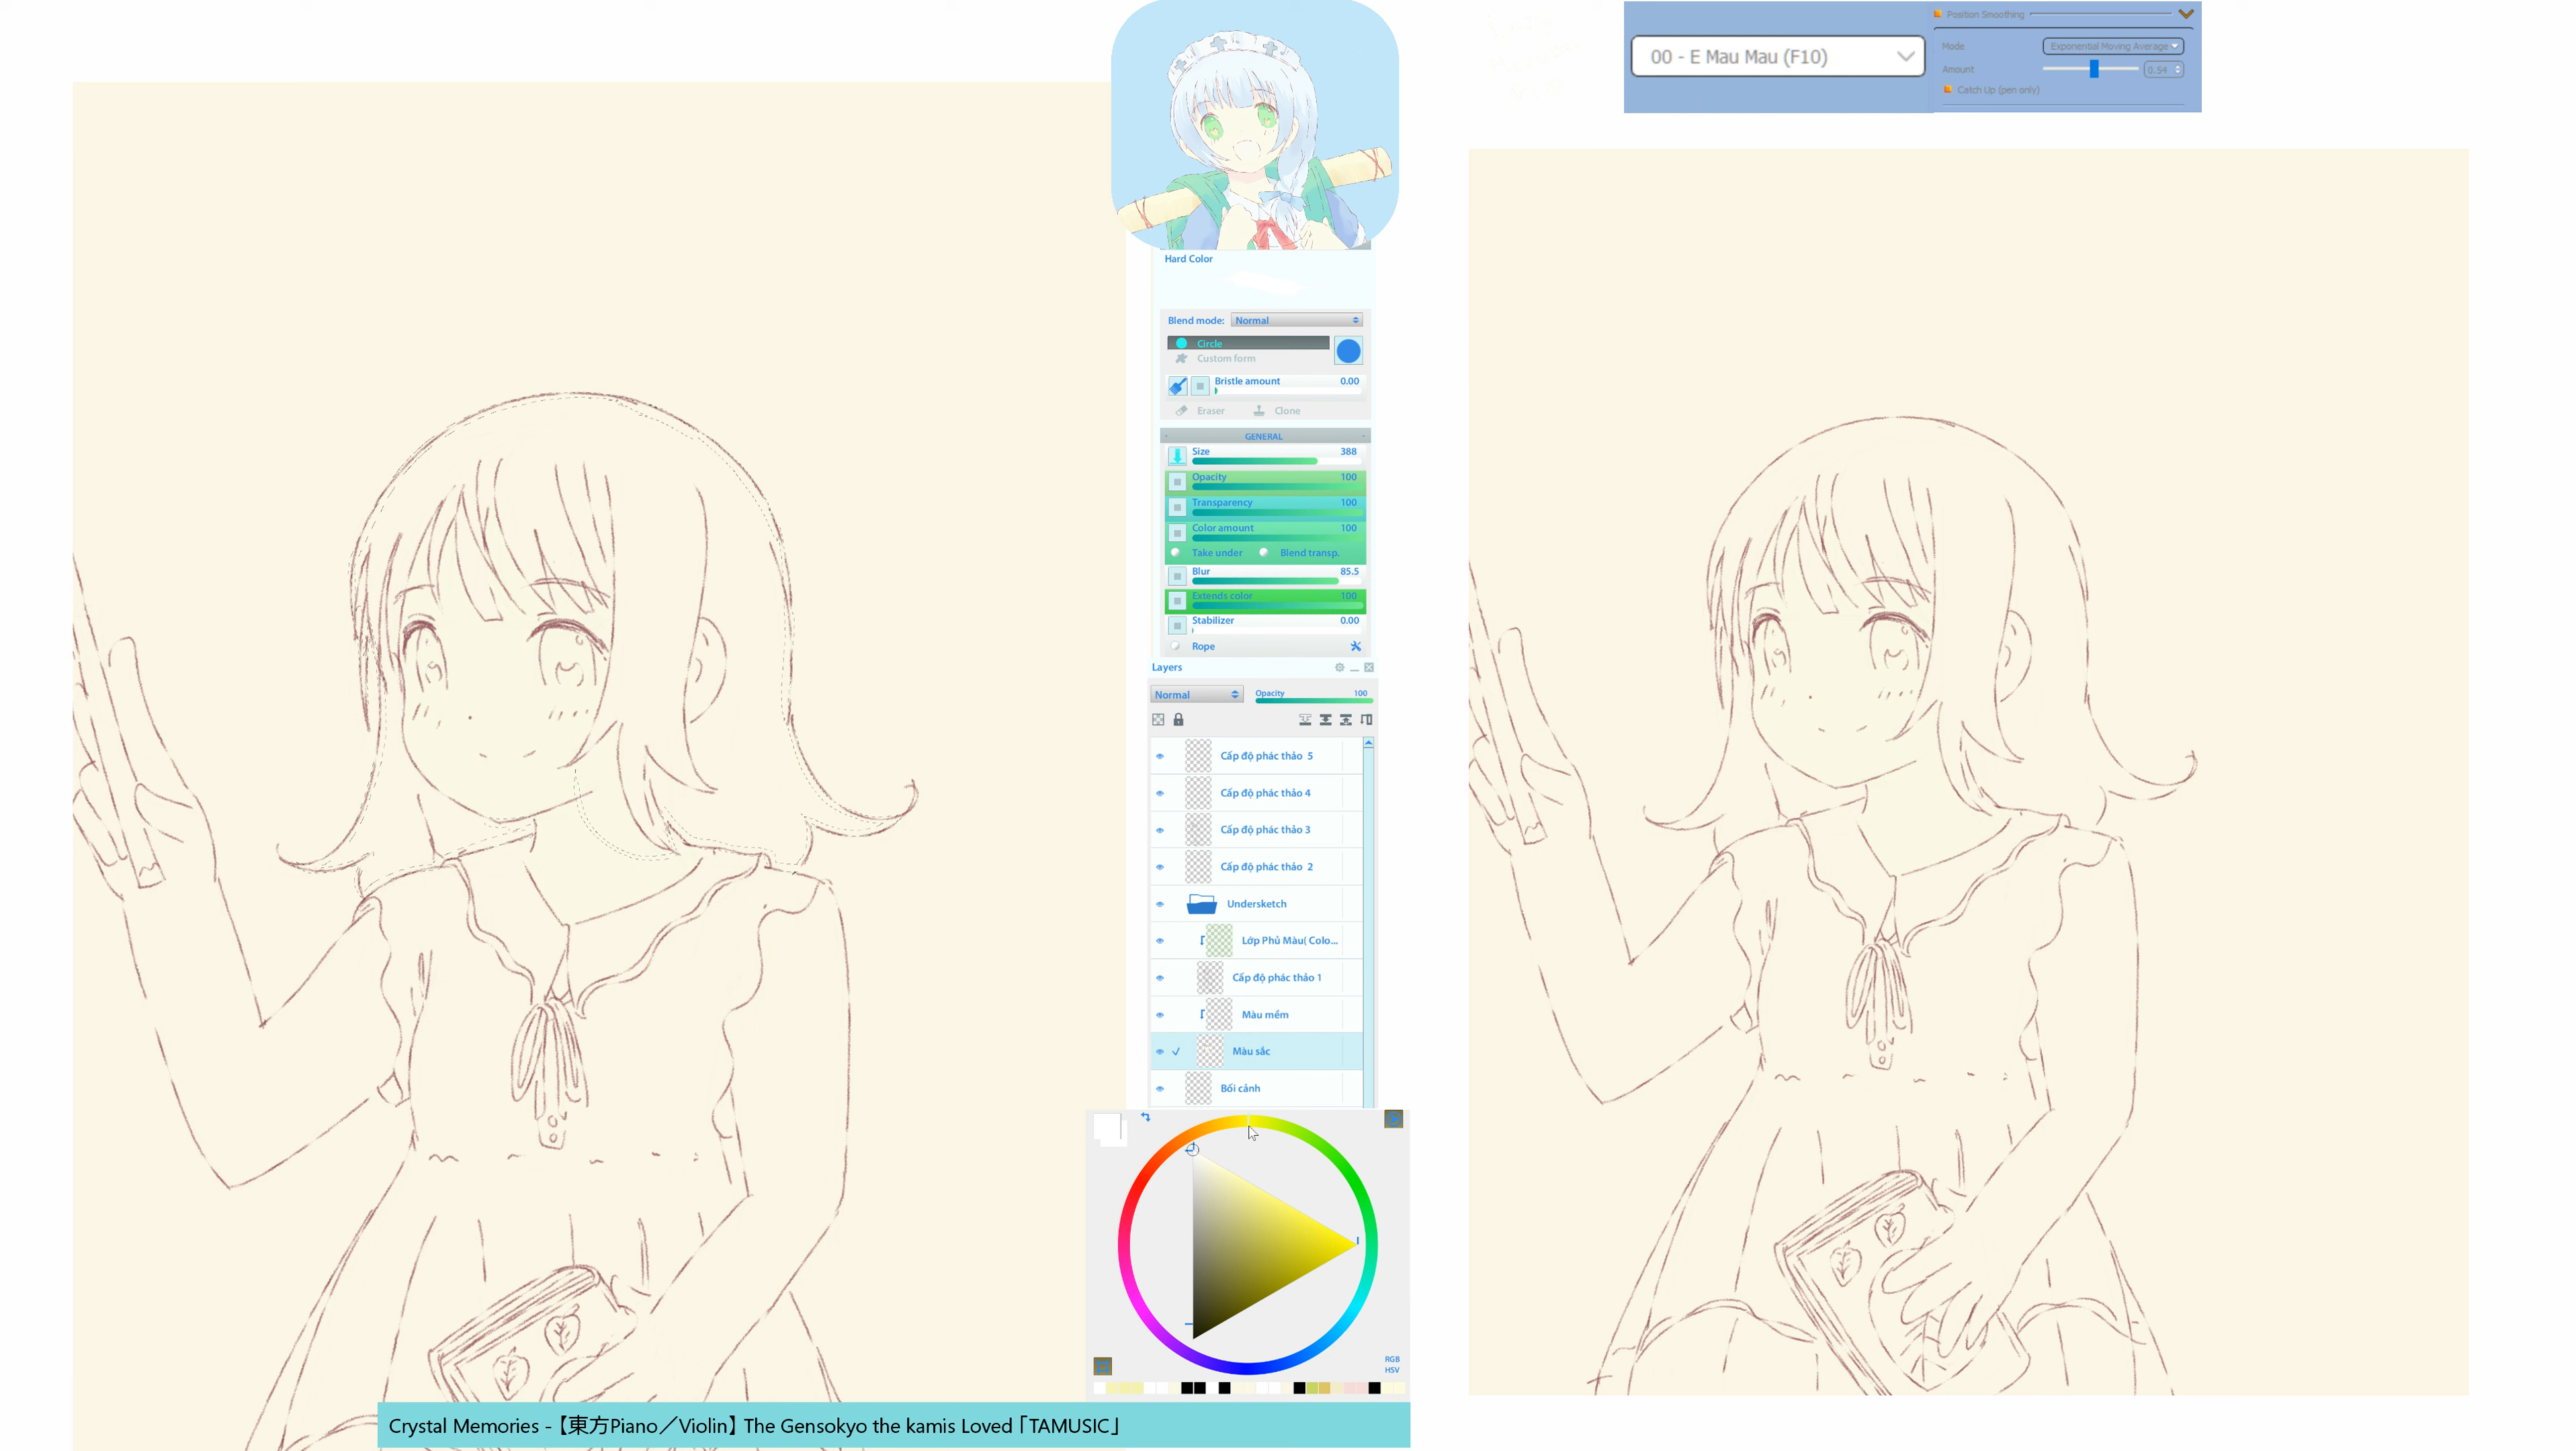 00 - E Mau Mau (F10)
Position Smoothing
Mode
Exponential Moving Average
Amount
0.54
Catch Up (pen only)
Hard Color
Blend mode: Normal
Circle
Custom form
Bristle amount 0.00
Eraser Clone
GENERAL
Size 388
Opacity 100
Transparency 100
Color amount 100
Take under Blend transp.
Blur 85.5
Extends color 100
Stabilizer 0.00
Rope
Layers
Normal Opacity 100
Cấp độ phác thảo  5
Cấp độ phác thảo 4
Cấp độ phác thảo 3
Cấp độ phác thảo  2
Undersketch
Lớp Phủ Màu( Colo...
Cấp độ phác thảo 1
Màu mềm
Màu sắc
Bối cảnh
RGB
HSV
Crystal Memories -【東方Piano／Violin】 The Gensokyo the kamis Loved「TAMUSIC」